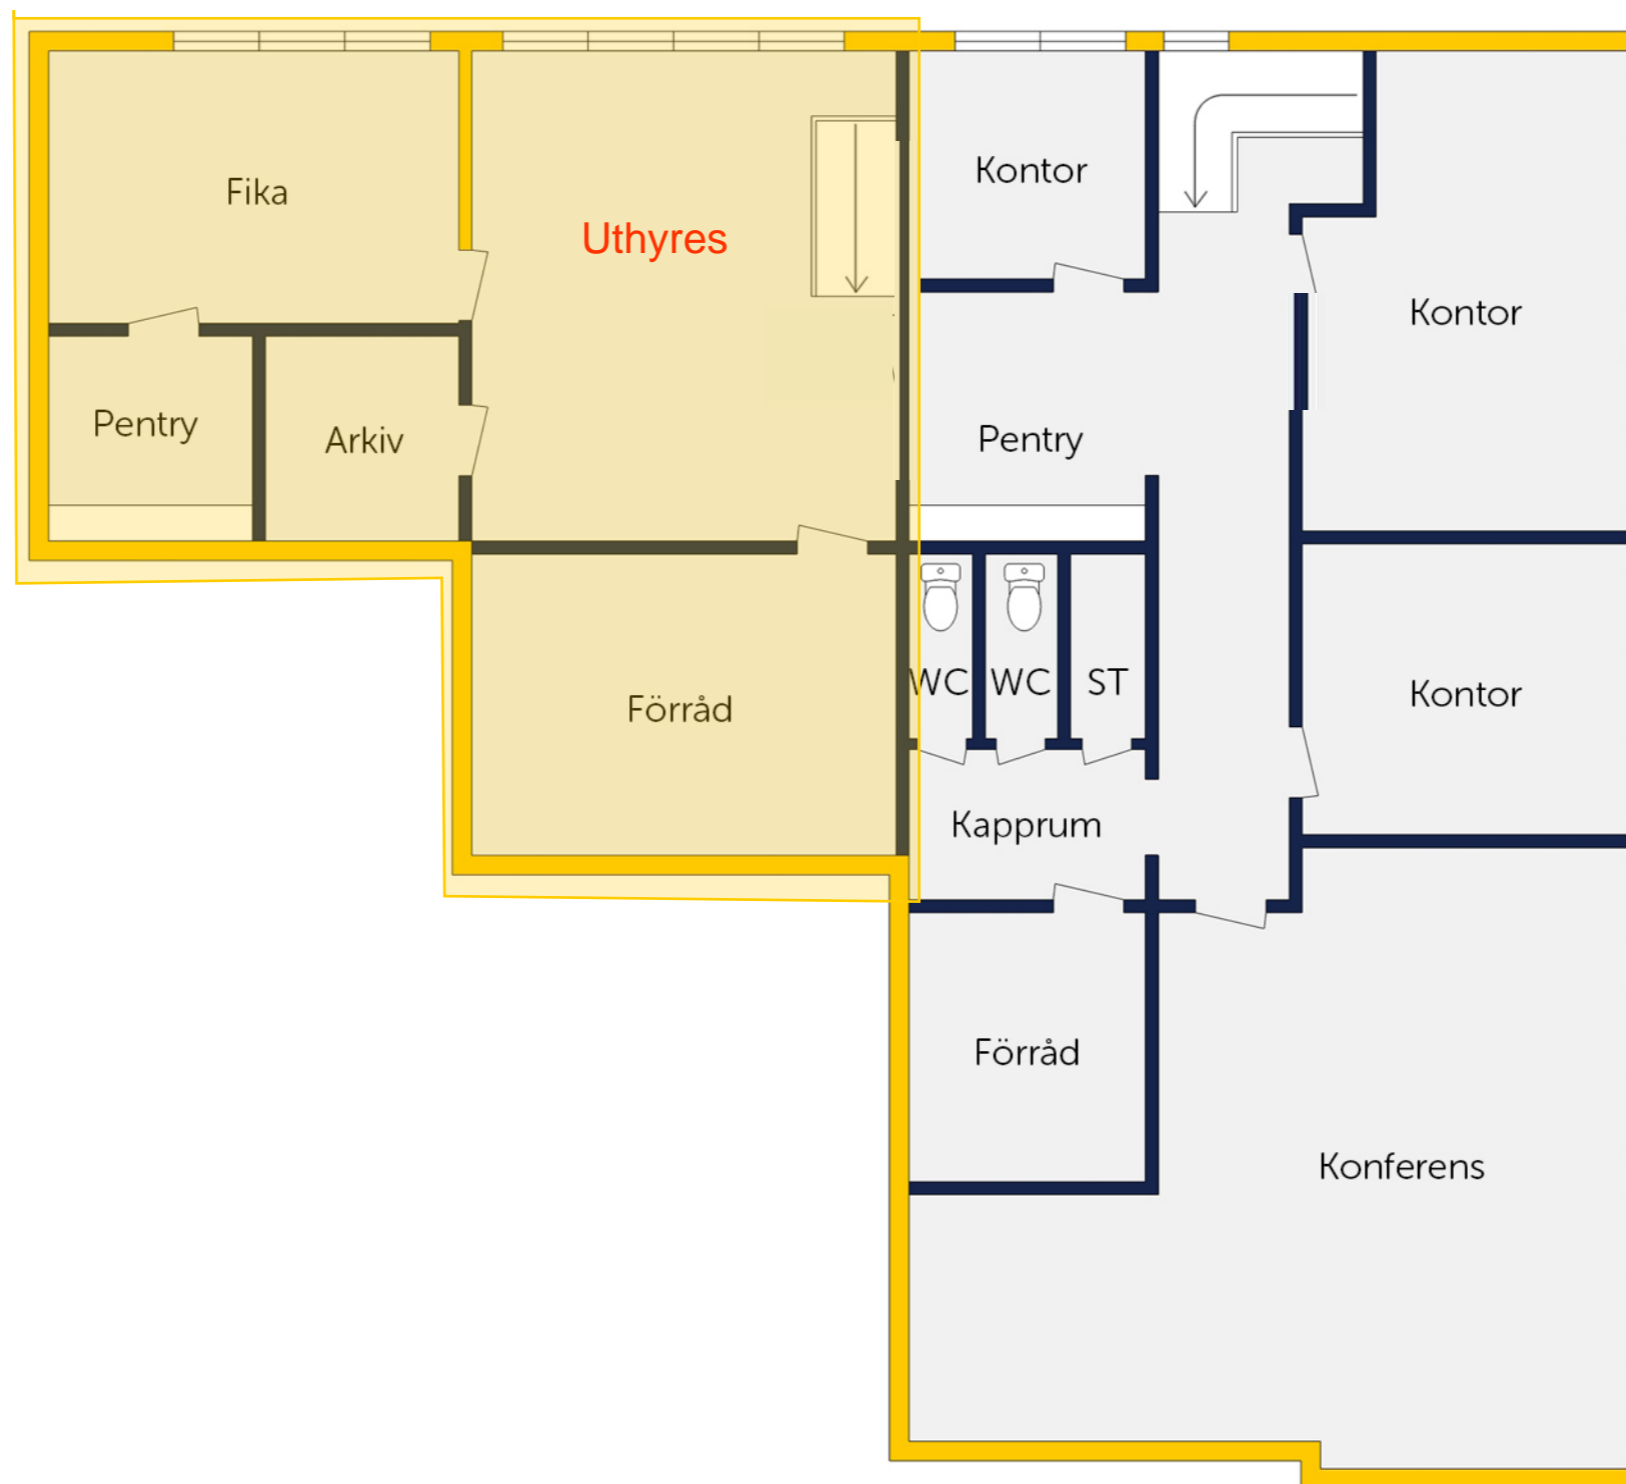 Fika
Uthyres
Kontor
Kontor
Pentry
Arkiv
Pentry
Förråd
WC
WC
ST
Kontor
Kapprum
Förråd
Konferens